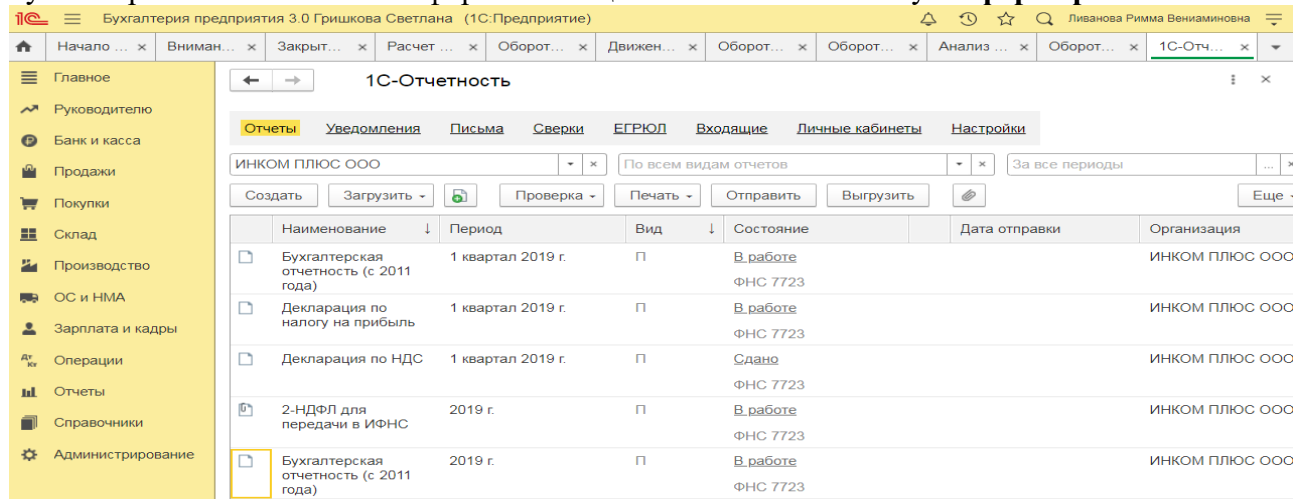 1С Бухгалтерия предприятия 3.0 Гришкова Светлана (1С:Предприятие) Ливанова Римма Вениаминовна
Начало ... × Вниман... × Закрыт... × Расчет ... × Оборот... × Движен... × Оборот... × Оборот... × Анализ ... × Оборот... × 1С-Отч... ×
Главное
Руководителю
Банк и касса
Продажи
Покупки
Склад
Производство
ОС и НМА
Зарплата и кадры
Операции
Отчеты
Справочники
Администрирование
1С-Отчетность
Отчеты Уведомления Письма Сверки ЕГРЮЛ Входящие Личные кабинеты Настройки
ИНКОМ ПЛЮС ООО По всем видам отчетов За все периоды ...
Создать Загрузить Проверка Печать Отправить Выгрузить Еще
Наименование ↓ Период Вид ↓ Состояние Дата отправки Организация
Бухгалтерская 1 квартал 2019 г. П В работе ИНКОМ ПЛЮС ООО
отчетность (с 2011
года) ФНС 7723
Декларация по 1 квартал 2019 г. П В работе ИНКОМ ПЛЮС ООО
налогу на прибыль
ФНС 7723
Декларация по НДС 1 квартал 2019 г. П Сдано ИНКОМ ПЛЮС ООО
ФНС 7723
2-НДФЛ для 2019 г. П В работе ИНКОМ ПЛЮС ООО
передачи в ИФНС
ФНС 7723
Бухгалтерская 2019 г. П В работе ИНКОМ ПЛЮС ООО
отчетность (с 2011
года) ФНС 7723